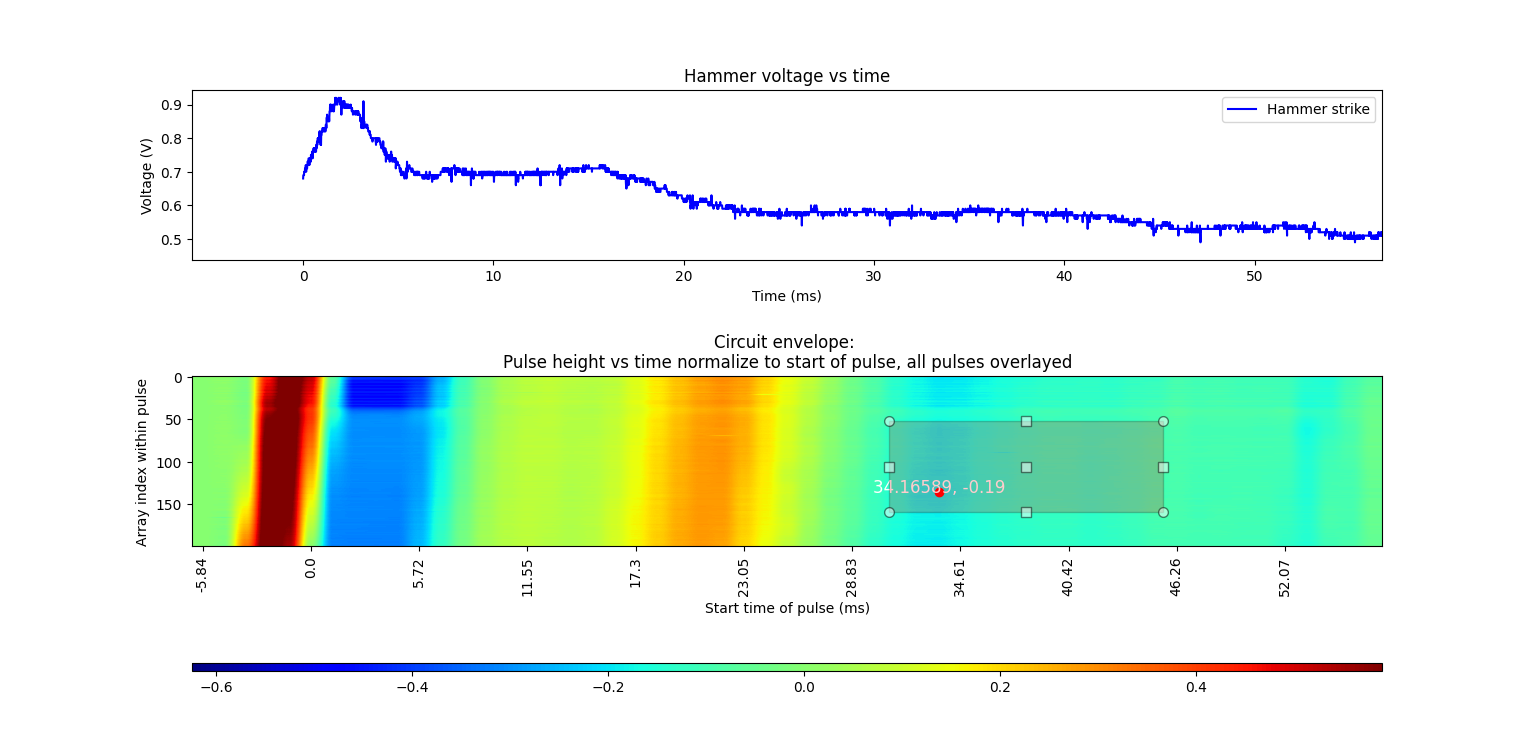 Hammer voltage vs time
Hammer strike
Voltage (V)
0.9
0.8
0.7
0.6
0.5
0 10 20 30 40 50
Time (ms)
Circuit envelope:
Pulse height vs time normalize to start of pulse, all pulses overlayed
Array index within pulse
0
50
100
150
34.16589, -0.19
-5.84 0.0 5.72 11.55 17.3 23.05 28.83 34.61 40.42 46.26 52.07
Start time of pulse (ms)
−0.6 −0.4 −0.2 0.0 0.2 0.4